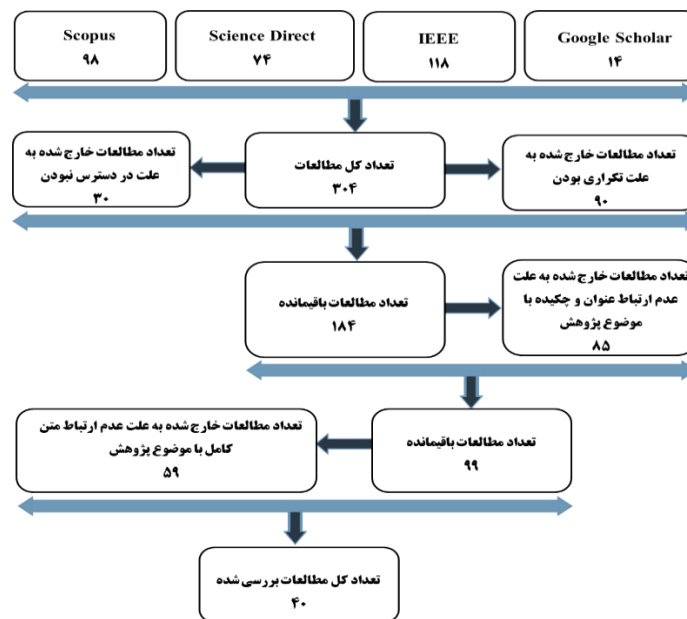 Scopus
۹۸
Science Direct
۷۴
IEEE
۱۱۸
Google Scholar
۱۴
تعداد مطالعات خارج شده به
علت تکراری بودن
۹۰
تعداد کل مطالعات
۳۰۴
تعداد مطالعات خارج شده به
علت در دسترس نبودن
۳۰
تعداد مطالعات خارج شده به علت
عدم ارتباط عنوان و چکیده با
موضوع پژوهش
۸۵
تعداد مطالعات باقیمانده
۱۸۴
تعداد مطالعات باقیمانده
۹۹
تعداد مطالعات خارج شده به علت عدم ارتباط متن
کامل با موضوع پژوهش
۵۹
تعداد کل مطالعات بررسی شده
۴۰